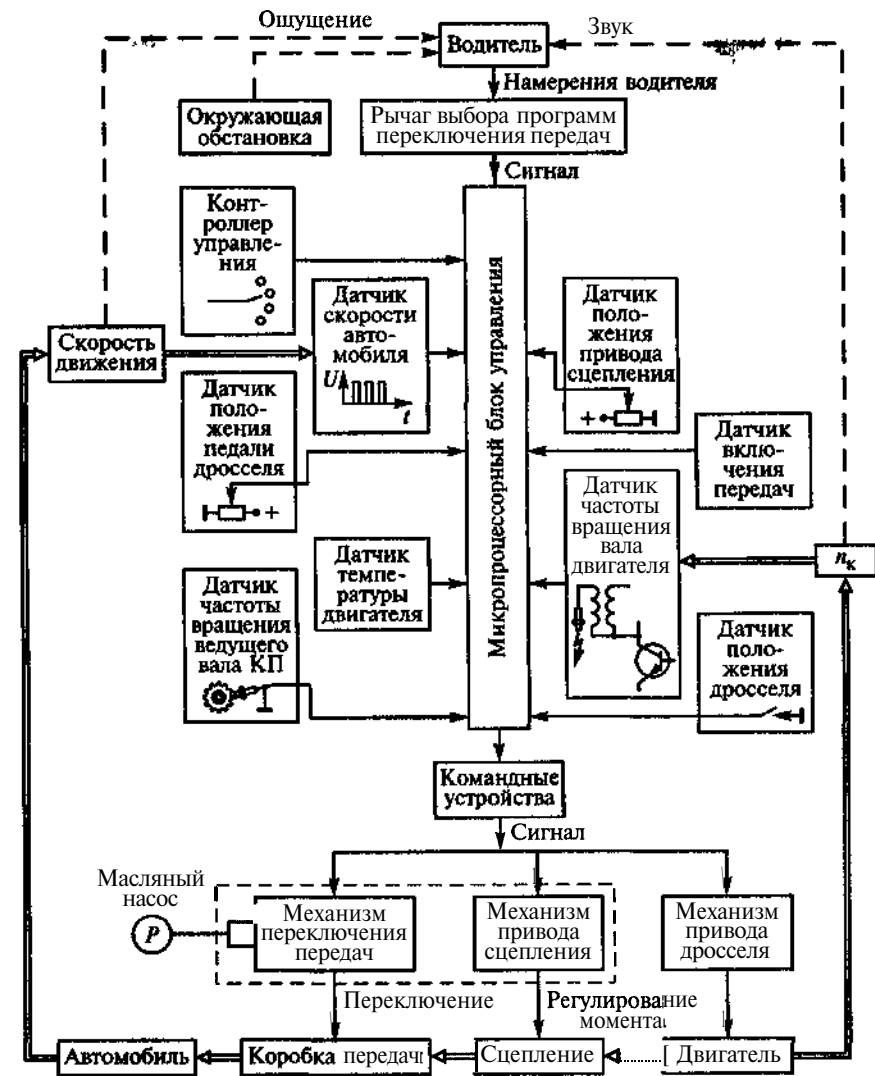 Ощущение
Водитель
Звук
Намерения водителя
Окружающая
обстановка
Рычаг выбора программ
переключения передач
Сигнал
Конт-
роллер
управле-
ния
Микропроцессорный блок управления
Датчик
скорости
авто-
мобиля
U
t
Датчик
поло-
жения
привода
сцепления
+
Скорость
движения
Датчик
поло-
жения
педали
дросселя
+
Датчик
вклю-
чения
передач
Датчик
частоты
вращения
вала
двигателя
nк
Датчик
темпе-
ратуры
двигателя
Датчик
частоты
вращения
ведущего
вала КП
Датчик
поло-
жения
дросселя
Командные
устройства
Сигнал
Масляный
насос
P
Механизм
переключения
передач
Механизм
привода
сцепления
Механизм
привода
дросселя
Переключение
Регулирование
момента
Автомобиль
Коробка передач
Сцепление
Двигатель